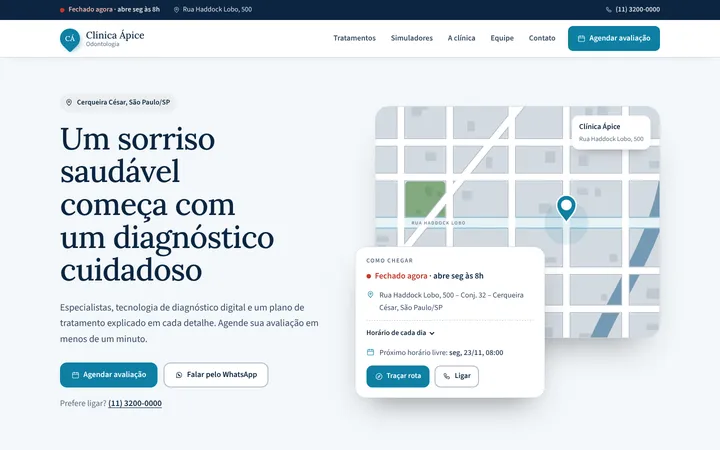 Fechado agora · abre seg às 8h
Rua Haddock Lobo, 500
(11) 3200-0000
CÁ
Clínica Ápice
Odontologia
Tratamentos
Simuladores
A clínica
Equipe
Contato
Agendar avaliação
Cerqueira César, São Paulo/SP
Um sorriso
saudável
começa com
um diagnóstico
cuidadoso
Especialistas, tecnologia de diagnóstico digital e um plano de
tratamento explicado em cada detalhe. Agende sua avaliação em
menos de um minuto.
Agendar avaliação
Falar pelo WhatsApp
Prefere ligar? (11) 3200-0000
Clínica Ápice
Rua Haddock Lobo, 500
RUA HADDOCK LOBO
COMO CHEGAR
Fechado agora · abre seg às 8h
Rua Haddock Lobo, 500 – Conj. 32 – Cerqueira
César, São Paulo/SP
Horário de cada dia
Próximo horário livre: seg, 23/11, 08:00
Traçar rota
Ligar